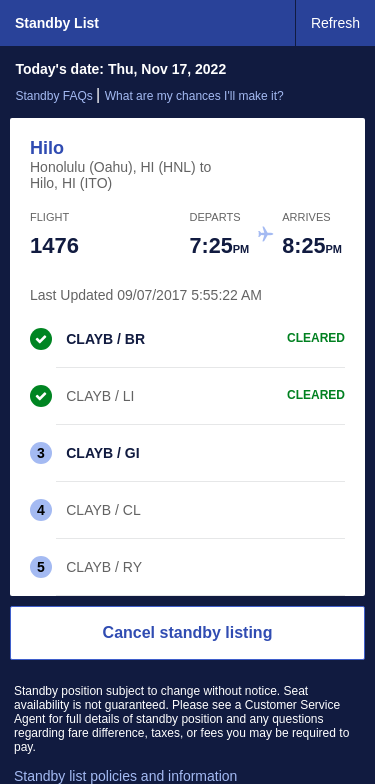 Standby List
Refresh
Today's date: Thu, Nov 17, 2022
Standby FAQs | What are my chances I'll make it?
Hilo
Honolulu (Oahu), HI (HNL) to
Hilo, HI (ITO)
FLIGHT DEPARTS ARRIVES
1476 7:25PM 8:25PM
Last Updated 09/07/2017 5:55:22 AM
CLAYB / BR CLEARED
CLAYB / LI CLEARED
3 CLAYB / GI
4 CLAYB / CL
5 CLAYB / RY
Cancel standby listing
Standby position subject to change without notice. Seat
availability is not guaranteed. Please see a Customer Service
Agent for full details of standby position and any questions
regarding fare difference, taxes, or fees you may be required to
pay.
Standby list policies and information